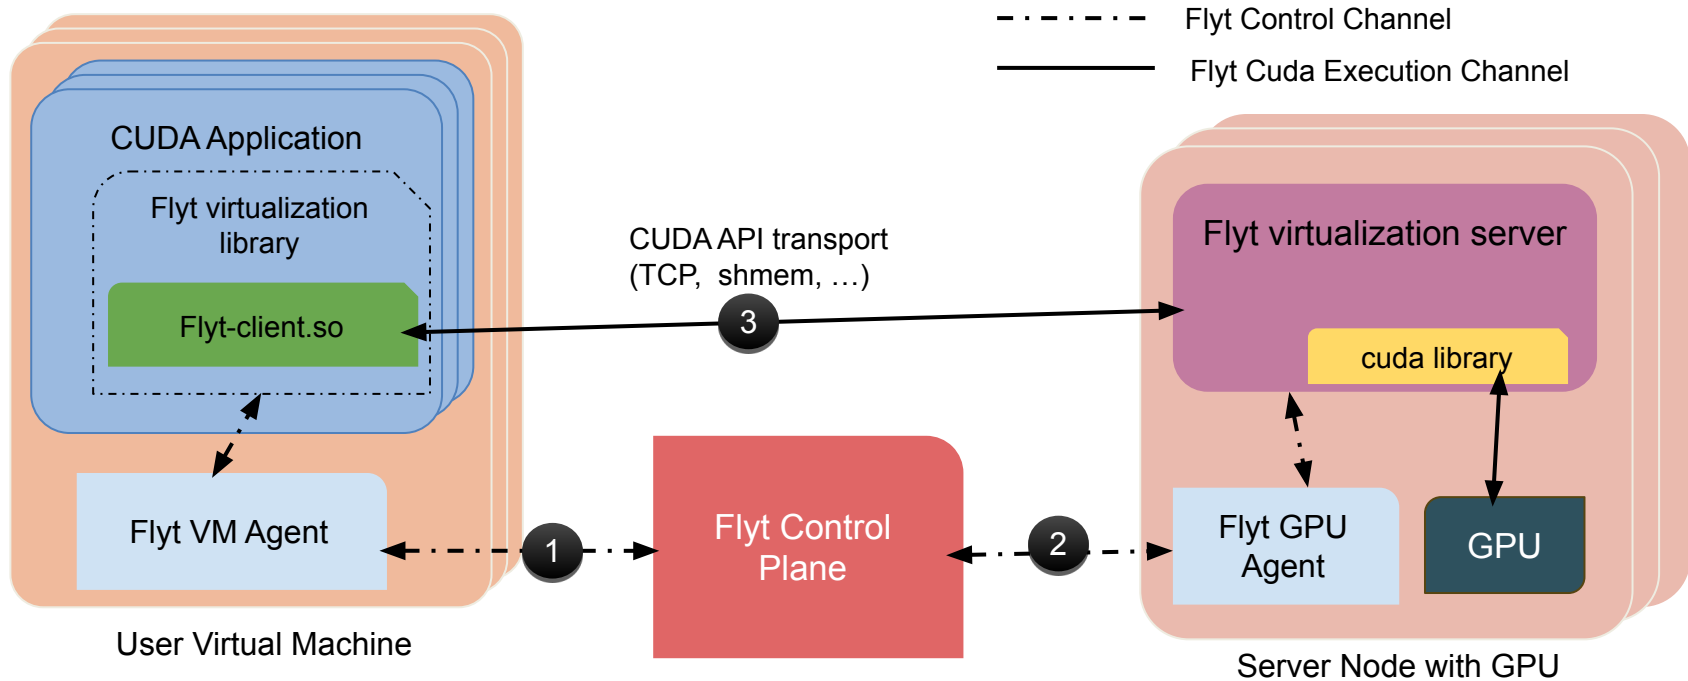 Flyt Control Channel
Flyt Cuda Execution Channel
CUDA Application
Flyt virtualization
library
Flyt-client.so
Flyt VM Agent
User Virtual Machine
CUDA API transport
(TCP, shmem, …)
3
1
Flyt Control
Plane
2
Flyt virtualization server
cuda library
Flyt GPU
Agent
GPU
Server Node with GPU